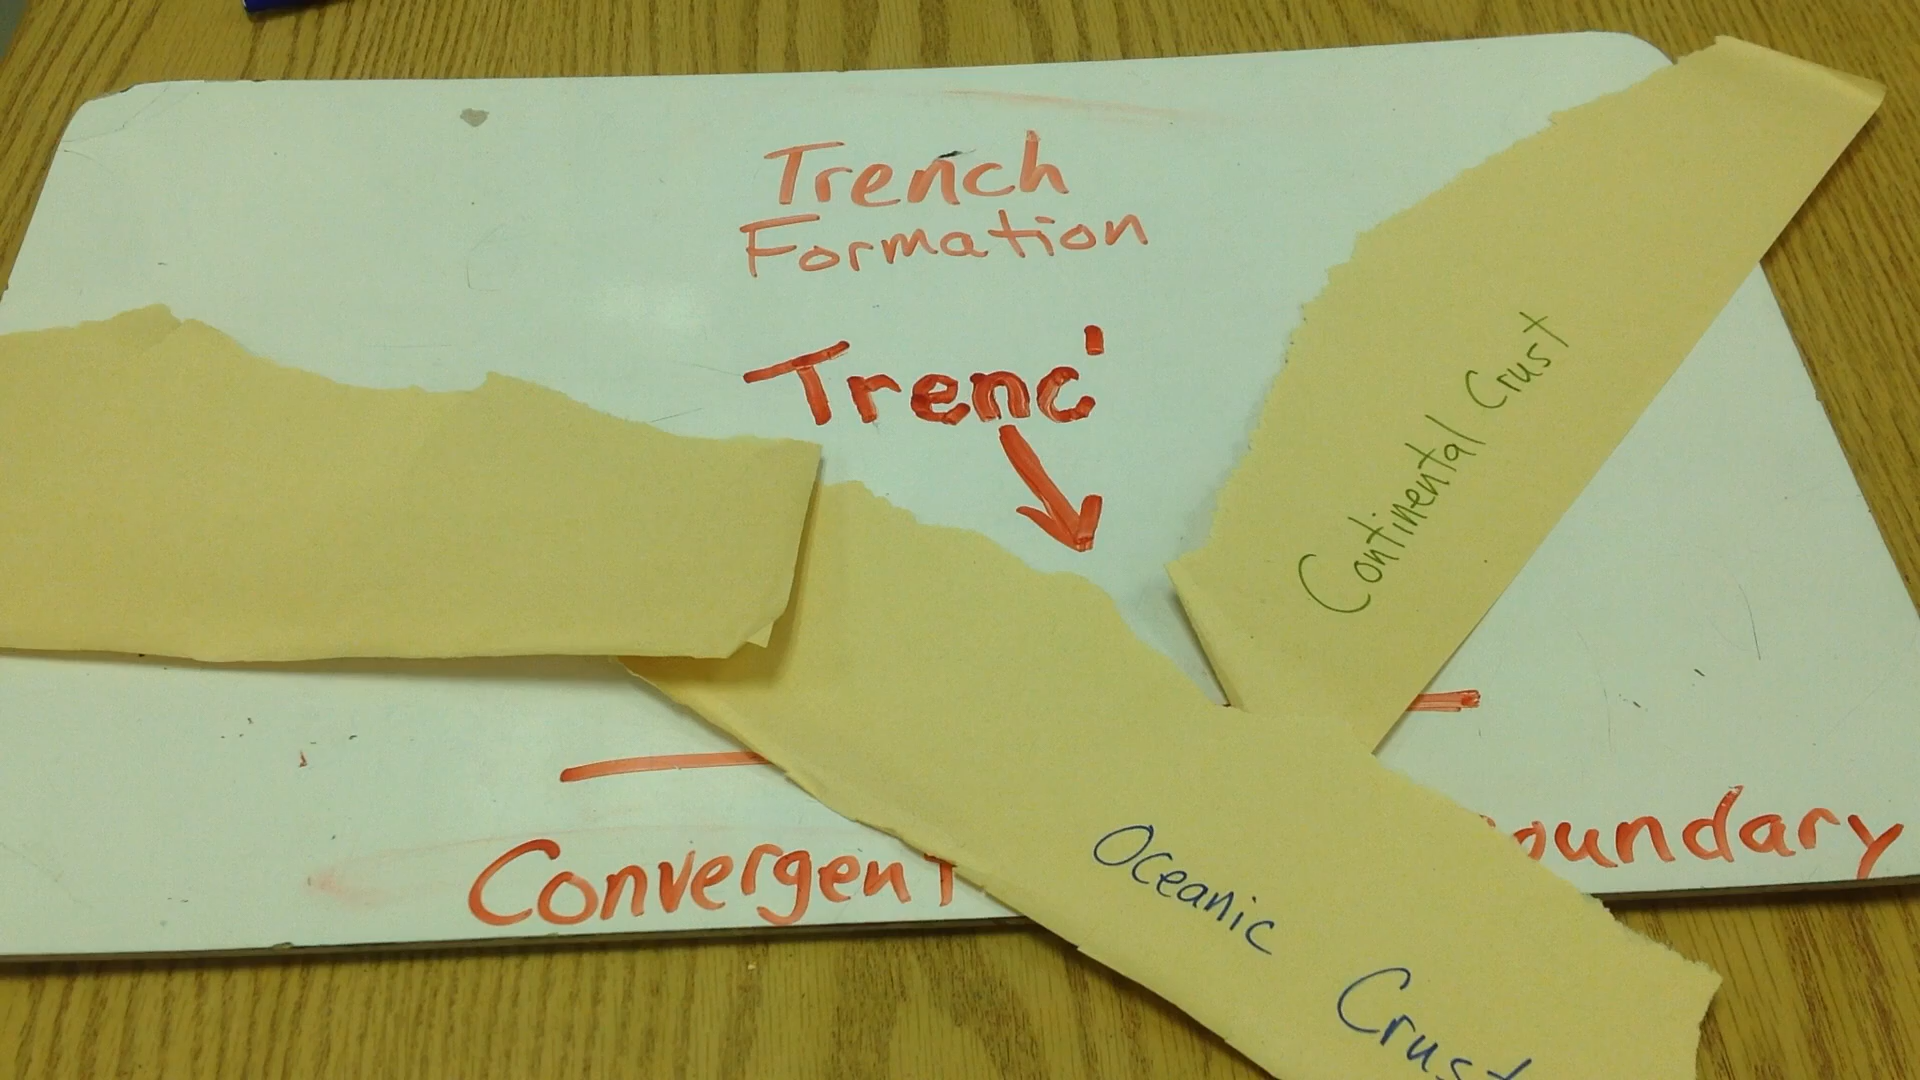 Trench
Formation
Trenc
Continental Crust
Convergent
oundary
Oceanic Crust